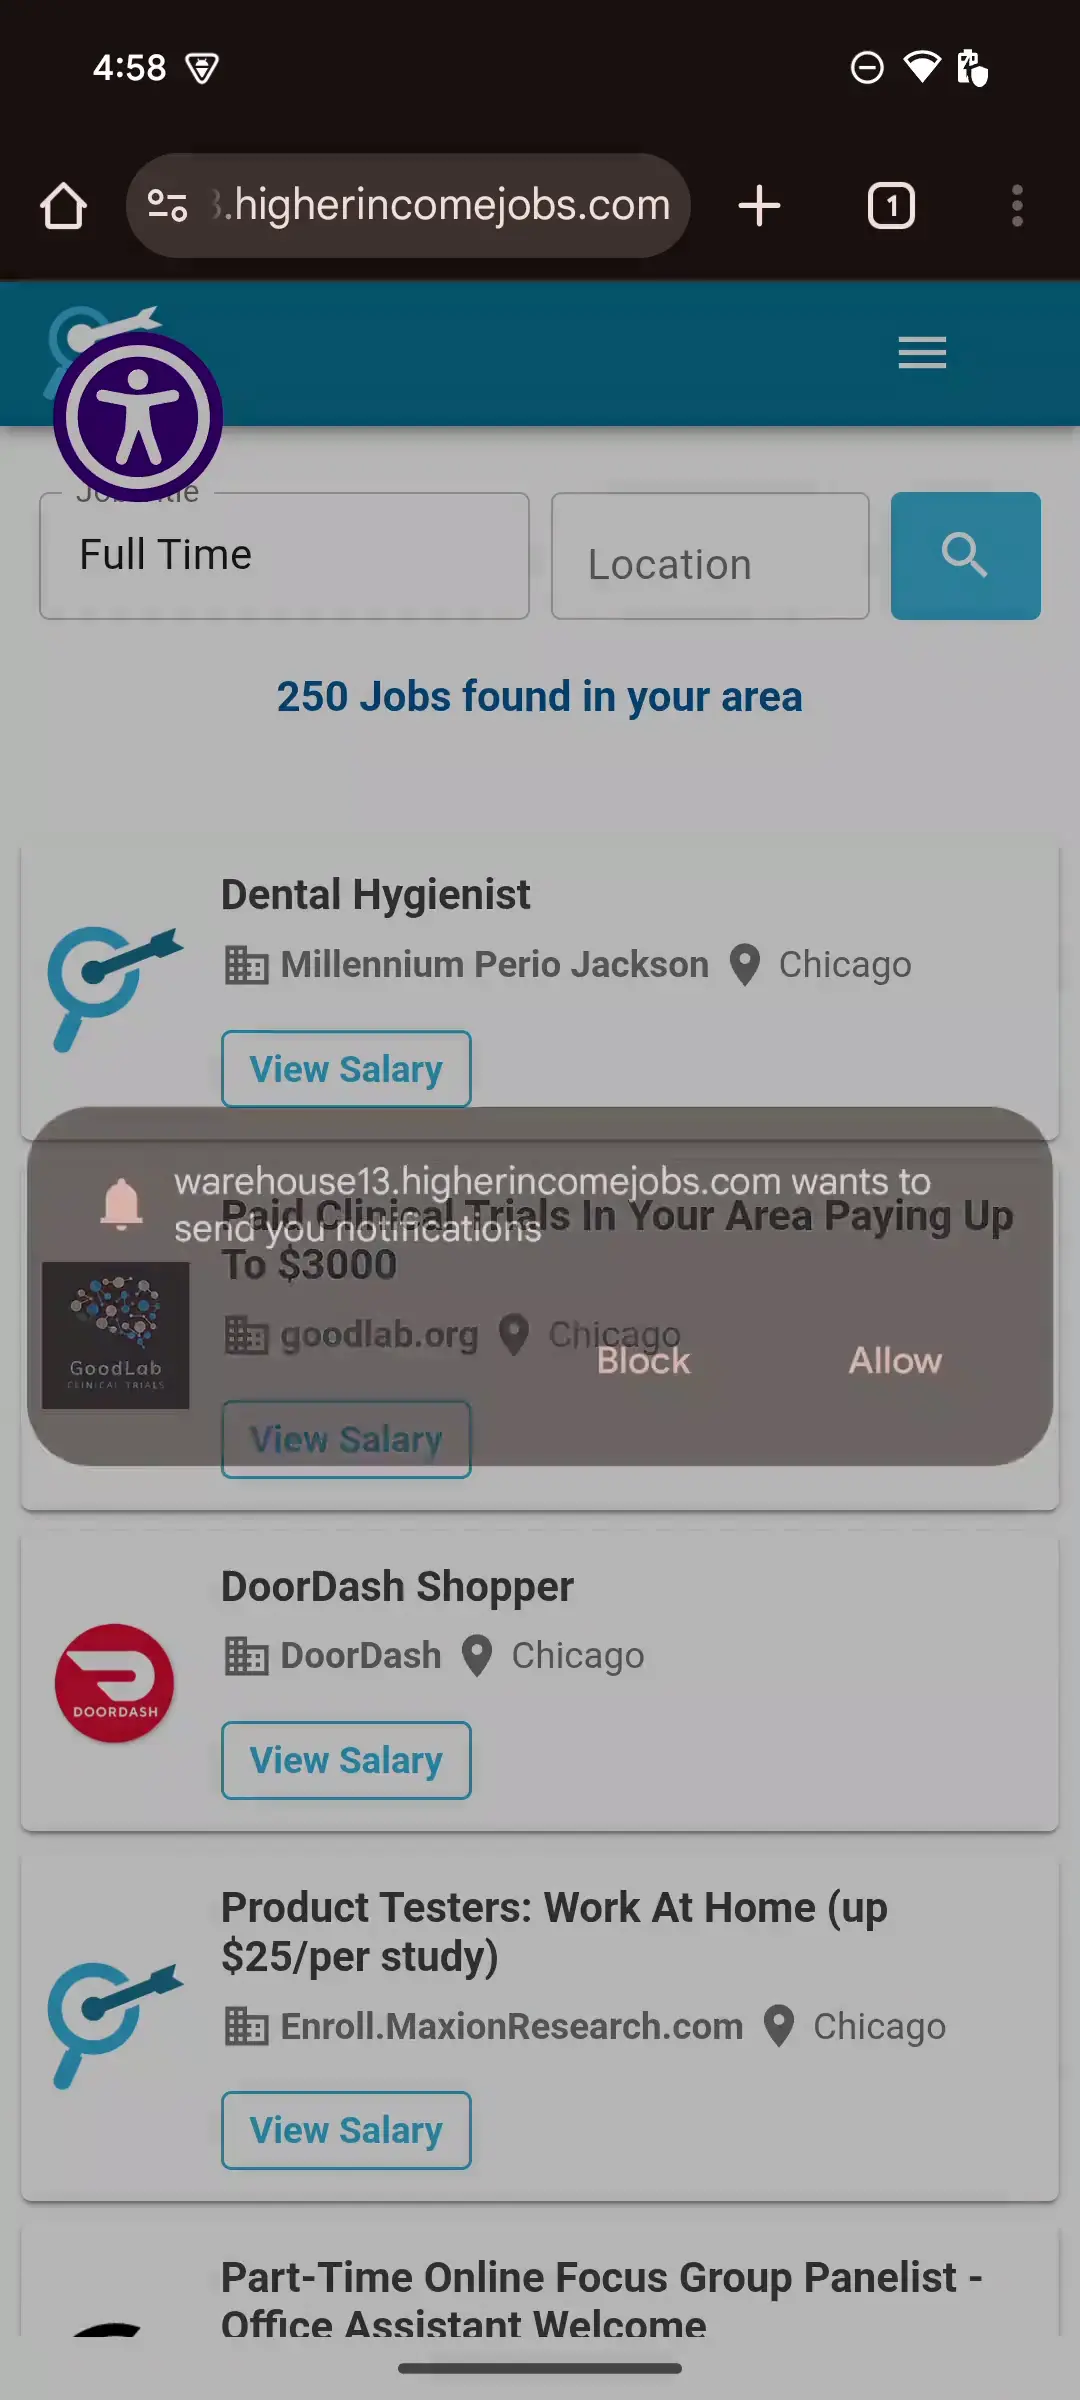 4:58
.higherincomejobs.com
1
Job Title
Full Time
Location
250 Jobs found in your area
Dental Hygienist
Millennium Perio Jackson Chicago
View Salary
warehouse13.higherincomejobs.com wants to
send you notifications
Block Allow
Paid Clinical Trials In Your Area Paying Up
To $3000
GoodLab
CLINICAL TRIALS
goodlab.org Chicago
View Salary
DoorDash Shopper
DOORDASH
DoorDash Chicago
View Salary
Product Testers: Work At Home (up
$25/per study)
Enroll.MaxionResearch.com Chicago
View Salary
Part-Time Online Focus Group Panelist -
Office Assistant Welcome